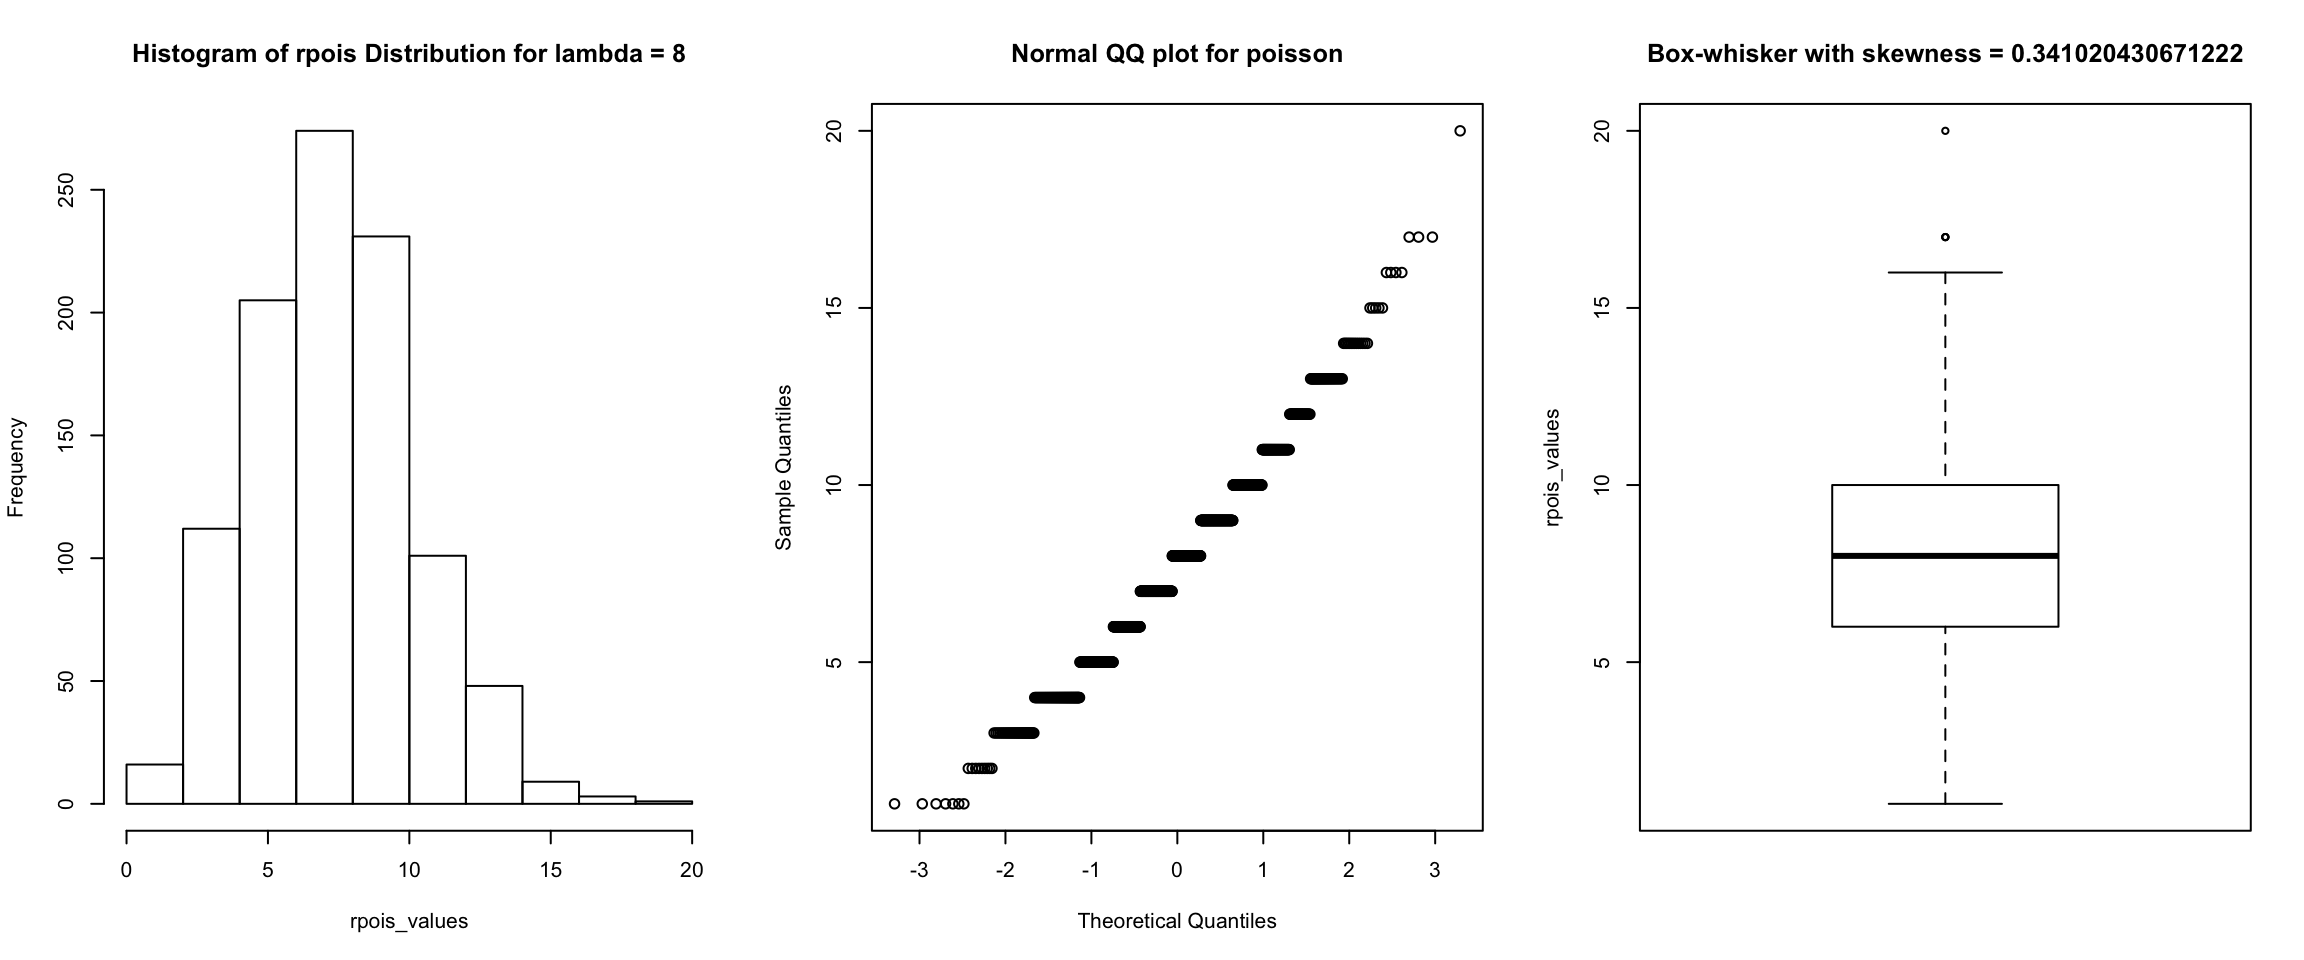 Histogram of rpois Distribution for lambda = 8
Frequency
250
200
150
100
50
0
0 5 10 15 20
rpois_values
Normal QQ plot for poisson
Sample Quantiles
20
15
10
5
-3 -2 -1 0 1 2 3
Theoretical Quantiles
Box-whisker with skewness = 0.341020430671222
rpois_values
20
15
10
5